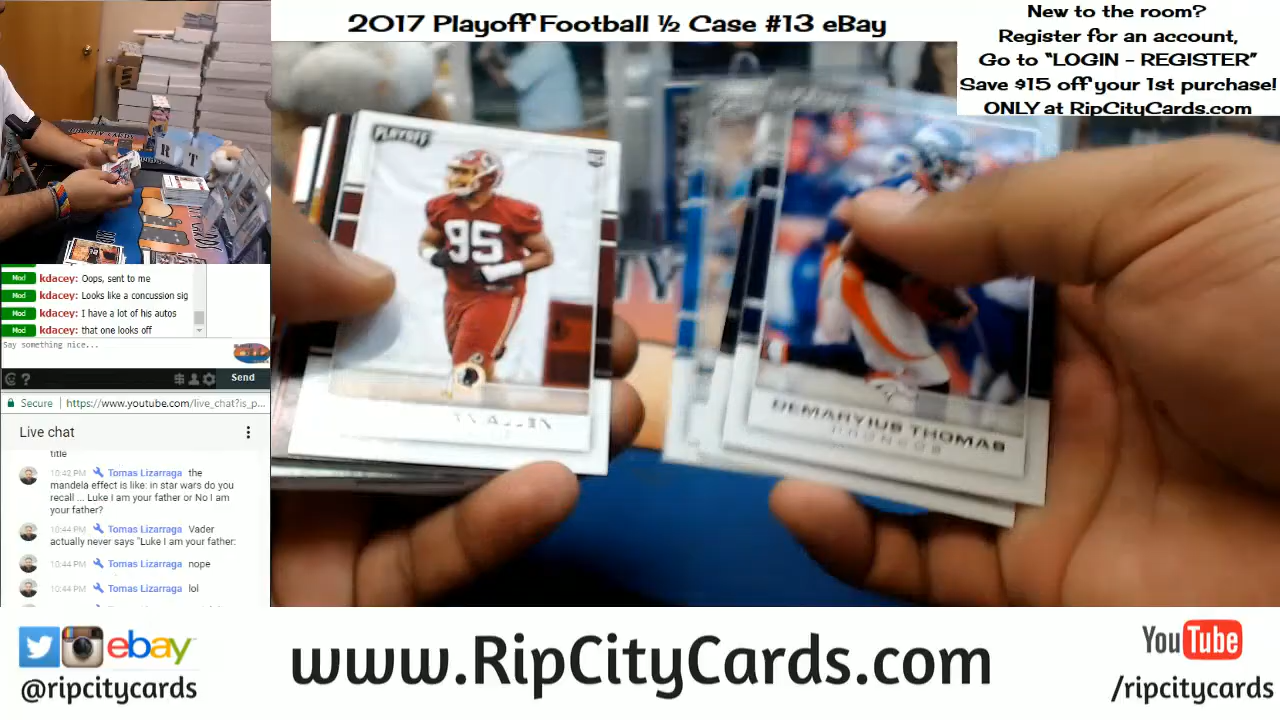 2017 Playoff Football ½ Case #13 eBay
New to the room?
Register for an account,
Go to "LOGIN - REGISTER"
Save $15 off your 1st purchase!
ONLY at RipCityCards.com
R T
PLAYOFF
95
DEMARYIUS THOMAS
BRONCOS
Mod kdacey: Oops, sent to me
Mod kdacey: Looks like a concussion sig
Mod kdacey: I have a lot of his autos
Mod kdacey: that one looks off
Say something nice...
Send
Secure https://www.youtube.com/live_chat?is_p...
Live chat
title
10:42 PM Tomas Lizarraga the
mandela effect is like: in star wars do you
recall ... Luke I am your father or No I am
your father?
10:44 PM Tomas Lizarraga Vader
actually never says "Luke I am your father:
10:44 PM Tomas Lizarraga nope
10:44 PM Tomas Lizarraga lol
ebay
@ripcitycards
www.RipCityCards.com
YouTube
/ripcitycards